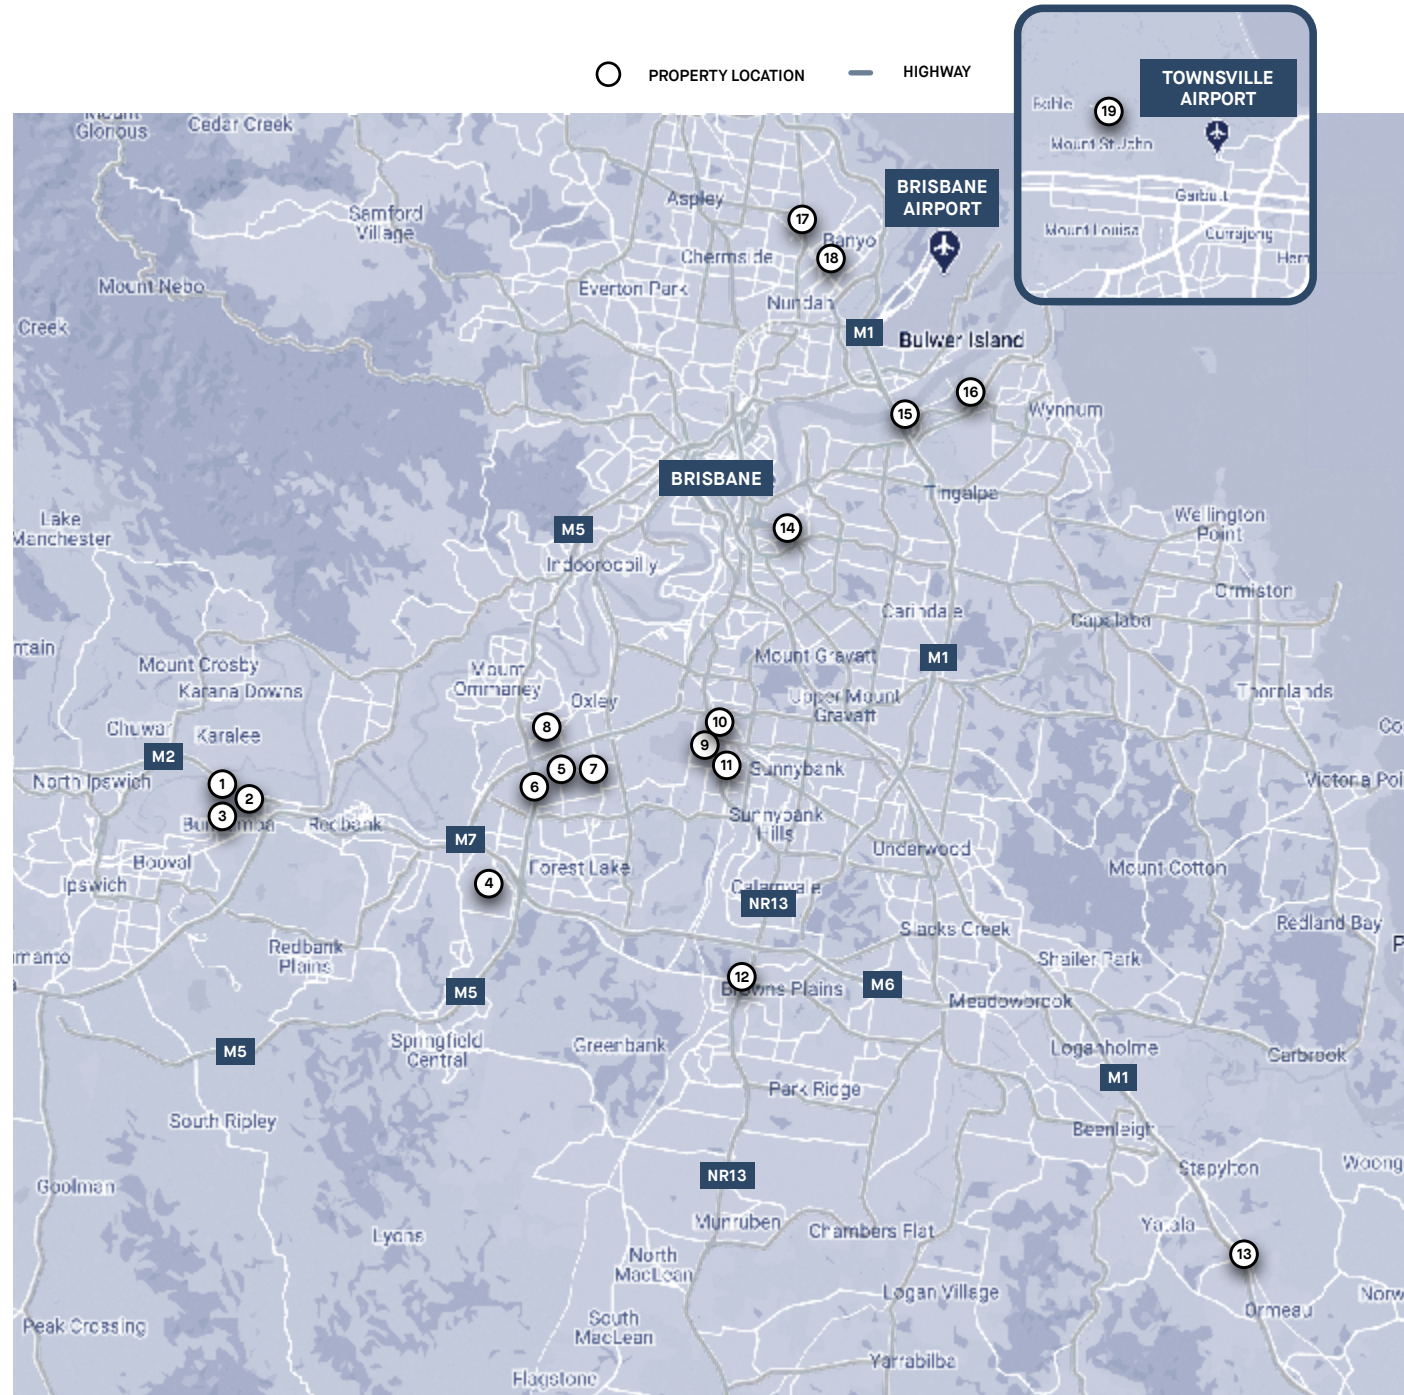 PROPERTY LOCATION
HIGHWAY
TOWNSVILLE
AIRPORT
19
Mount St John
Garbutt
Mount Louisa
Currajong
Glorious
Cedar Creek
Samford
Village
Aspley
17
Banyo
18
BRISBANE
AIRPORT
Chermside
Mount Nebo
Everton Park
Nundah
Creek
M1
Bulwer Island
16
15
Wynnum
BRISBANE
Tingalpa
Lake
Manchester
M5
14
Wellington
Point
Indooroopilly
Ormiston
Carindale
Capalaba
Mount Crosby
Karana Downs
Mount
Ommaney
Mount Gravatt
M1
Oxley
Upper Mount
Gravatt
Thornlands
Chuwar
Karalee
8
10
9
M2
North Ipswich
1
2
3
5
7
6
11
Sunnybank
Redbank
Sunnybank
Hills
M7
Booval
Ipswich
Forest Lake
4
Underwood
Mount Cotton
Calamvale
NR13
Slacks Creek
Redland Bay
Redbank
Plains
Shailer Park
12
Browns Plains
M6
M5
Meadowbrook
M5
Springfield
Central
Greenbank
Loganholme
Carbrook
M1
Park Ridge
South Ripley
Beenleigh
Stapylton
NR13
Goolman
Lyons
Munruben
Chambers Flat
Yatala
13
North
MacLean
Logan Village
Ormeau
Peak Crossing
South
MacLean
Yarrabilba
Flagstone